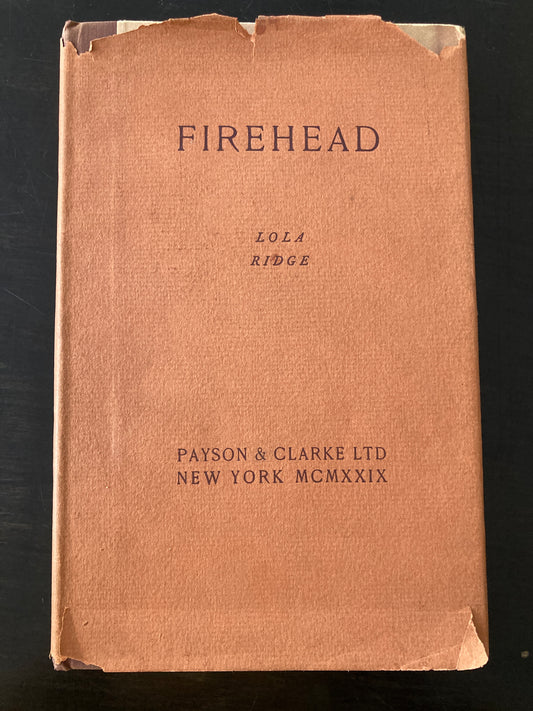 FIREHEAD
LOLA
RIDGE
PAYSON & CLARKE LTD
NEW YORK MCMXXIX